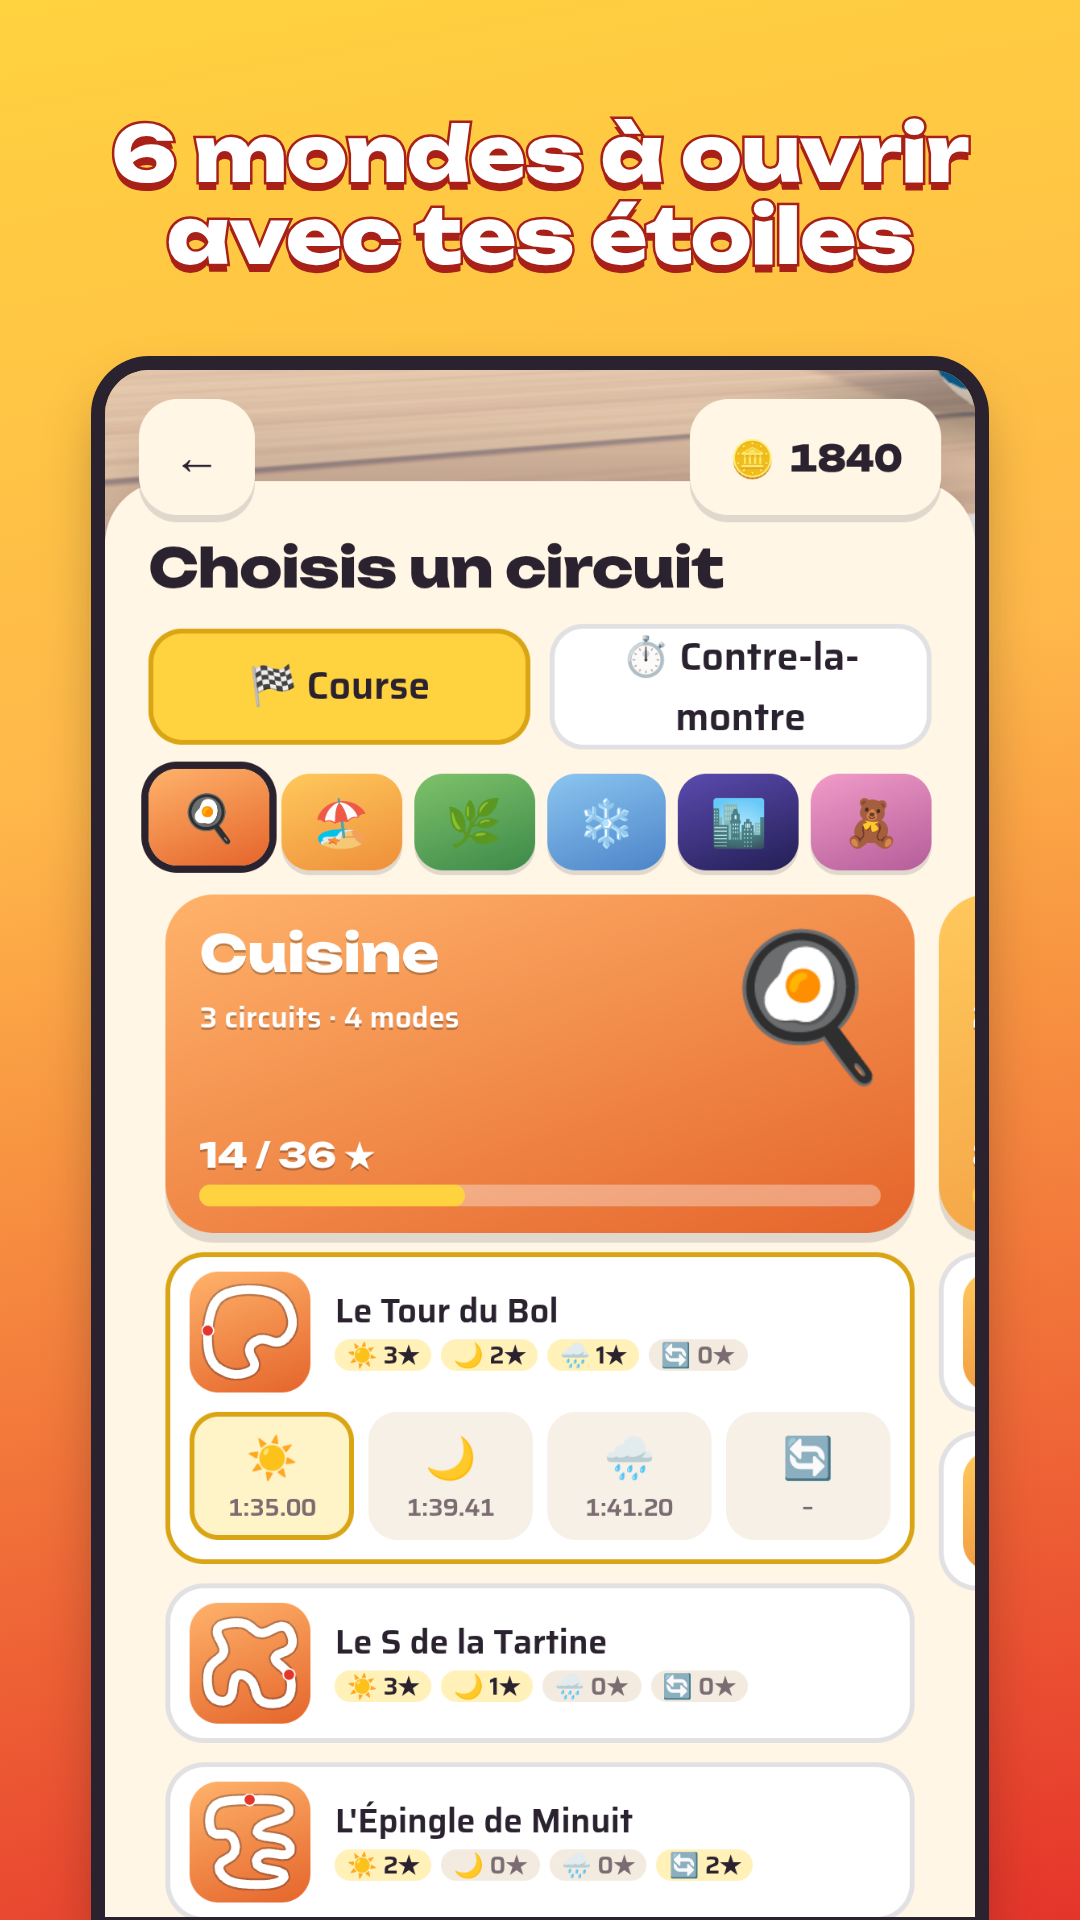 6 mondes à ouvrir
avec tes étoiles
← 1840
Choisis un circuit
Course
Contre-la-
montre
Cuisine
3 circuits · 4 modes
14 / 36 ★
Le Tour du Bol
3★ 2★ 1★ 0★
1:35.00 1:39.41 1:41.20 –
Le S de la Tartine
3★ 1★ 0★ 0★
L'Épingle de Minuit
2★ 0★ 0★ 2★